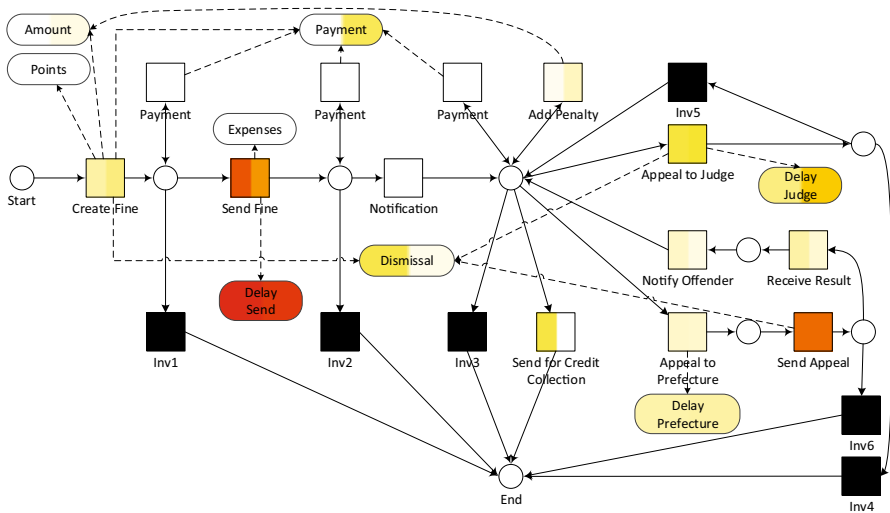 Amount
Payment
Points
Payment
Payment
Payment
Add Penalty
Inv5
Expenses
Start
Create Fine
Send Fine
Notification
Appeal to Judge
Delay
Judge
Dismissal
Notify Offender
Receive Result
Delay
Send
Inv1
Inv2
Inv3
Send for Credit
Collection
Appeal to
Prefecture
Send Appeal
Delay
Prefecture
Inv6
End
Inv4